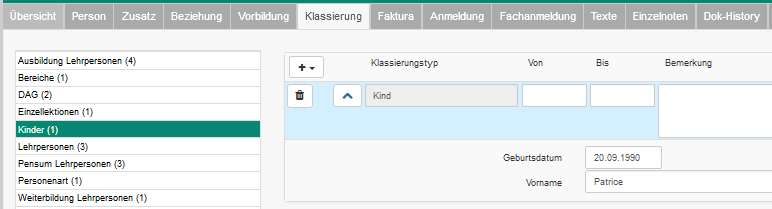 Übersicht Person Zusatz Beziehung Vorbildung Klassierung Faktura Anmeldung Fachanmeldung Texte Einzelnoten Dok-History
Ausbildung Lehrpersonen (4)
Bereiche (1)
DAG (2)
Einzellektionen (1)
Kinder (1)
Lehrpersonen (3)
Pensum Lehrpersonen (3)
Personenart (1)
Weiterbildung Lehrpersonen (1)
+ Klassierungstyp Von Bis Bemerkung
Kind
Geburtsdatum 20.09.1990
Vorname Patrice